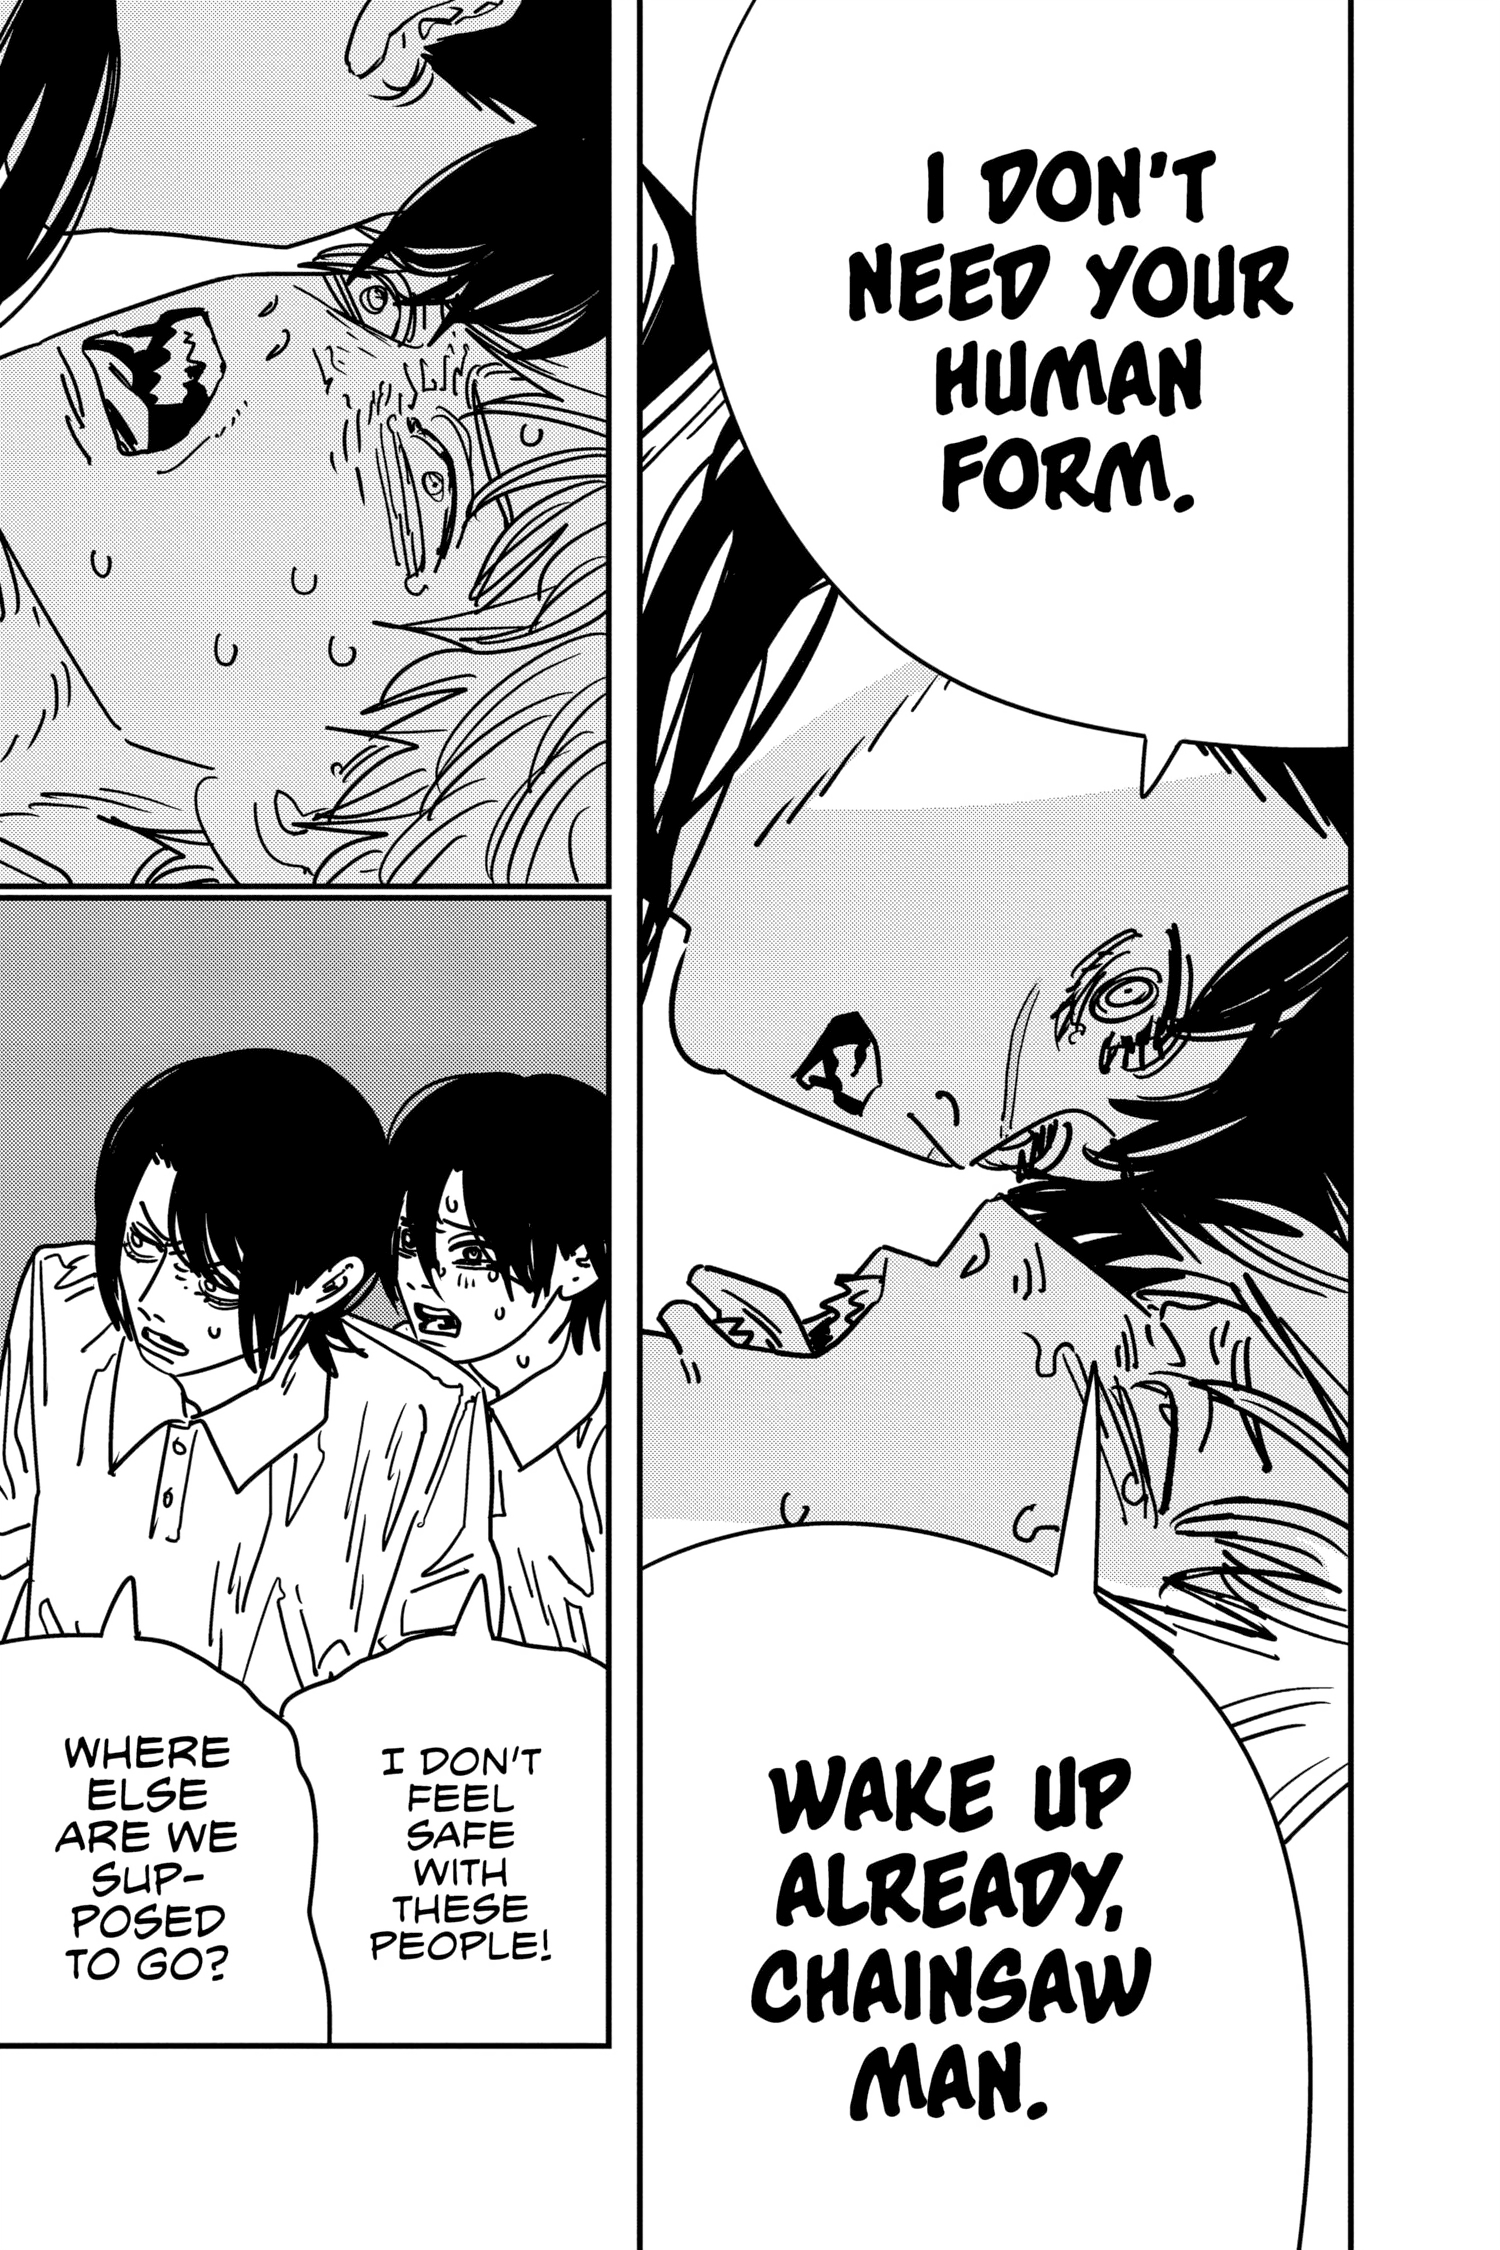 I DON'T
NEED YOUR
HUMAN
FORM.
WAKE UP
ALREADY,
CHAINSAW
MAN.
I DON'T
FEEL
SAFE
WITH
THESE
PEOPLE!
WHERE
ELSE
ARE WE
SUP-
POSED
TO GO?